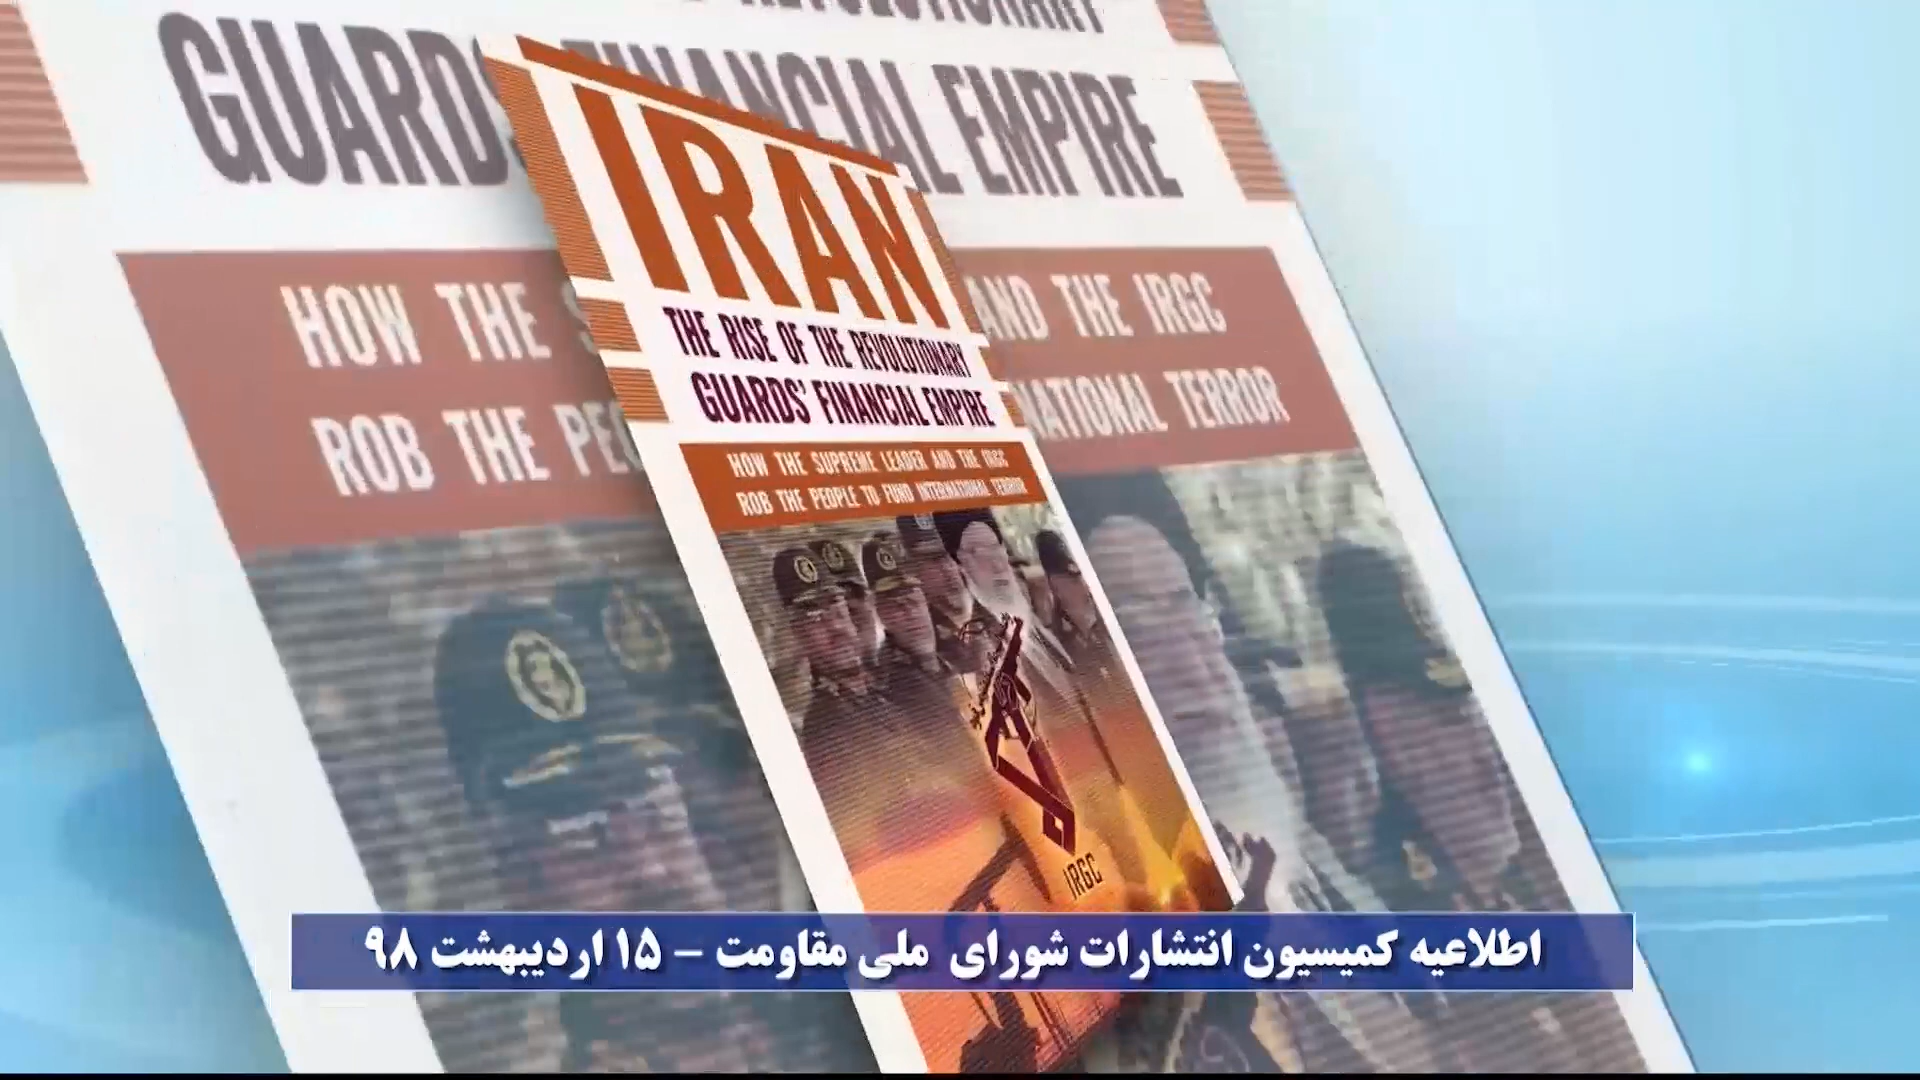 REVOLUTIONARY
GUARDS' FINANCIAL EMPIRE
HOW THE S AND THE IRGC
ROB THE PEO NATIONAL TERROR
IRAN
THE RISE OF THE REVOLUTIONARY
GUARDS' FINANCIAL EMPIRE
HOW THE SUPREME LEADER AND THE IRGC
ROB THE PEOPLE TO FUND INTERNATIONAL TERROR
IRGC
اطلاعیه کمیسیون انتشارات شورای ملی مقاومت – ۱۵ اردیبهشت ۹۸